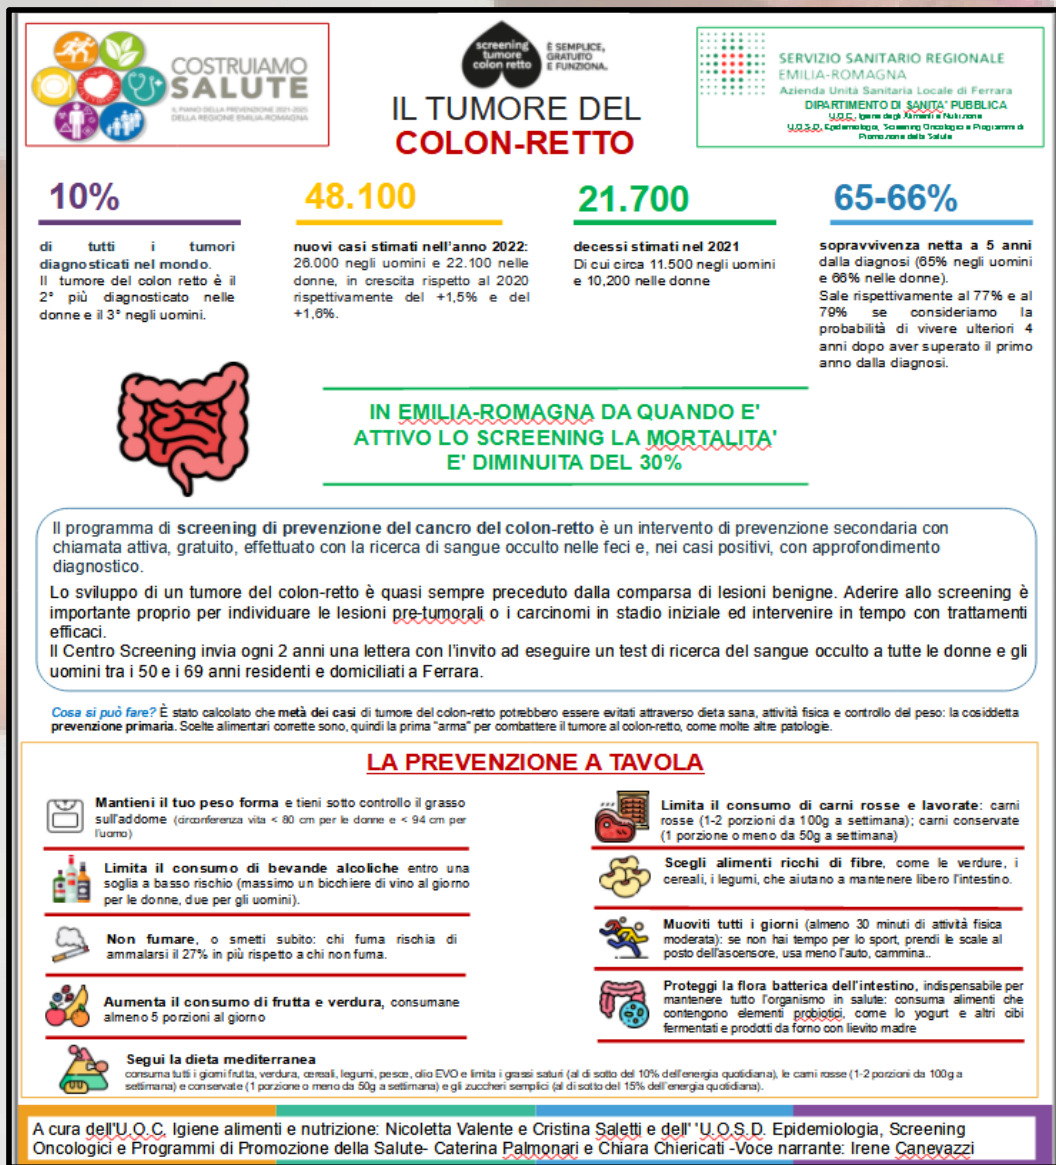 COSTRUIAMO
SALUTE
IL PIANO DELLA PREVENZIONE 2021-2025
DELLA REGIONE EMILIA-ROMAGNA
screening
tumore
colon retto
È SEMPLICE,
GRATUITO
E FUNZIONA.
IL TUMORE DEL
COLON-RETTO
SERVIZIO SANITARIO REGIONALE
EMILIA-ROMAGNA
Azienda Unità Sanitaria Locale di Ferrara
DIPARTIMENTO DI SANITA' PUBBLICA
U.O.C. Igiene degli Alimenti e Nutrizione
U.O.S.D. Epidemiologia, Screening Oncologico e Programmi di
Promozione della Salute
10%
di tutti i tumori
diagnosticati nel mondo.
Il tumore del colon retto è il
2° più diagnosticato nelle
donne e il 3° negli uomini.
48.100
nuovi casi stimati nell'anno 2022:
26.000 negli uomini e 22.100 nelle
donne, in crescita rispetto al 2020
rispettivamente del +1,5% e del
+1,6%.
21.700
decessi stimati nel 2021
Di cui circa 11.500 negli uomini
e 10,200 nelle donne
65-66%
sopravvivenza netta a 5 anni
dalla diagnosi (65% negli uomini
e 66% nelle donne).
Sale rispettivamente al 77% e al
79% se consideriamo la
probabilità di vivere ulteriori 4
anni dopo aver superato il primo
anno dalla diagnosi.
IN EMILIA-ROMAGNA DA QUANDO E'
ATTIVO LO SCREENING LA MORTALITA'
E' DIMINUITA DEL 30%
Il programma di screening di prevenzione del cancro del colon-retto è un intervento di prevenzione secondaria con
chiamata attiva, gratuito, effettuato con la ricerca di sangue occulto nelle feci e, nei casi positivi, con approfondimento
diagnostico.
Lo sviluppo di un tumore del colon-retto è quasi sempre preceduto dalla comparsa di lesioni benigne. Aderire allo screening è
importante proprio per individuare le lesioni pre-tumorali o i carcinomi in stadio iniziale ed intervenire in tempo con trattamenti
efficaci.
Il Centro Screening invia ogni 2 anni una lettera con l'invito ad eseguire un test di ricerca del sangue occulto a tutte le donne e gli
uomini tra i 50 e i 69 anni residenti e domiciliati a Ferrara.
Cosa si può fare? È stato calcolato che metà dei casi di tumore del colon-retto potrebbero essere evitati attraverso dieta sana, attività fisica e controllo del peso: la cosiddetta
prevenzione primaria. Scelte alimentari corrette sono, quindi la prima "arma" per combattere il tumore al colon-retto, come molte altre patologie.
LA PREVENZIONE A TAVOLA
Mantieni il tuo peso forma e tieni sotto controllo il grasso
sull'addome (circonferenza vita < 80 cm per le donne e < 94 cm per
l'uomo)
Limita il consumo di bevande alcoliche entro una
soglia a basso rischio (massimo un bicchiere di vino al giorno
per le donne, due per gli uomini).
Non fumare, o smetti subito: chi fuma rischia di
ammalarsi il 27% in più rispetto a chi non fuma.
Aumenta il consumo di frutta e verdura, consumane
almeno 5 porzioni al giorno
Limita il consumo di carni rosse e lavorate: carni
rosse (1-2 porzioni da 100g a settimana); carni conservate
(1 porzione o meno da 50g a settimana)
Scegli alimenti ricchi di fibre, come le verdure, i
cereali, i legumi, che aiutano a mantenere libero l'intestino.
Muoviti tutti i giorni (almeno 30 minuti di attività fisica
moderata): se non hai tempo per lo sport, prendi le scale al
posto dell'ascensore, usa meno l'auto, cammina..
Proteggi la flora batterica dell'intestino, indispensabile per
mantenere tutto l'organismo in salute: consuma alimenti che
contengono elementi probiotici, come lo yogurt e altri cibi
fermentati e prodotti da forno con lievito madre
Segui la dieta mediterranea
consuma tutti i giorni frutta, verdura, cereali, legumi, pesce, olio EVO e limita i grassi saturi (al di sotto del 10% dell'energia quotidiana), le carni rosse (1-2 porzioni da 100g a
settimana) e conservate (1 porzione o meno da 50g a settimana) e gli zuccheri semplici (al di sotto del 15% dell'energia quotidiana).
A cura dell'U.O.C. Igiene alimenti e nutrizione: Nicoletta Valente e Cristina Saletti e dell' 'U.O.S.D. Epidemiologia, Screening
Oncologici e Programmi di Promozione della Salute- Caterina Palmonari e Chiara Chiericati -Voce narrante: Irene Canevazzi